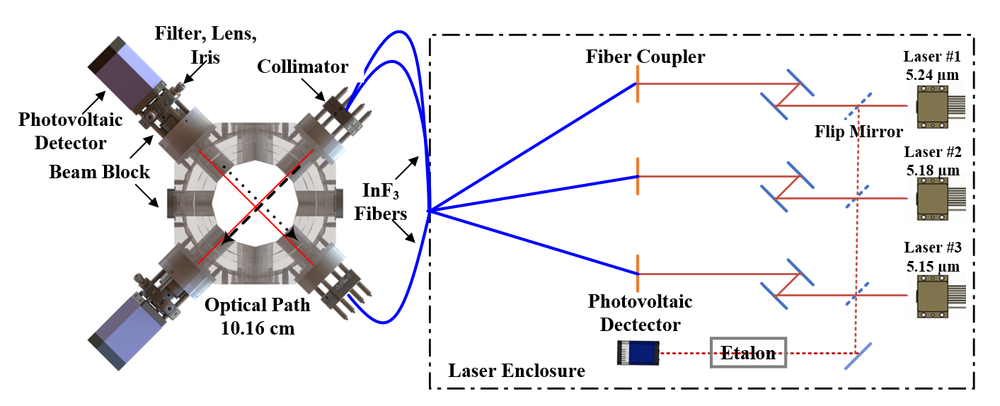 Filter, Lens,
Iris
Collimator
Photovoltaic
Detector
Beam Block
InF₃
Fibers
Optical Path
10.16 cm
Fiber Coupler
Laser #1
5.24 µm
Flip Mirror
Laser #2
5.18 µm
Laser #3
5.15 µm
Photovoltaic
Dectector
Etalon
Laser Enclosure